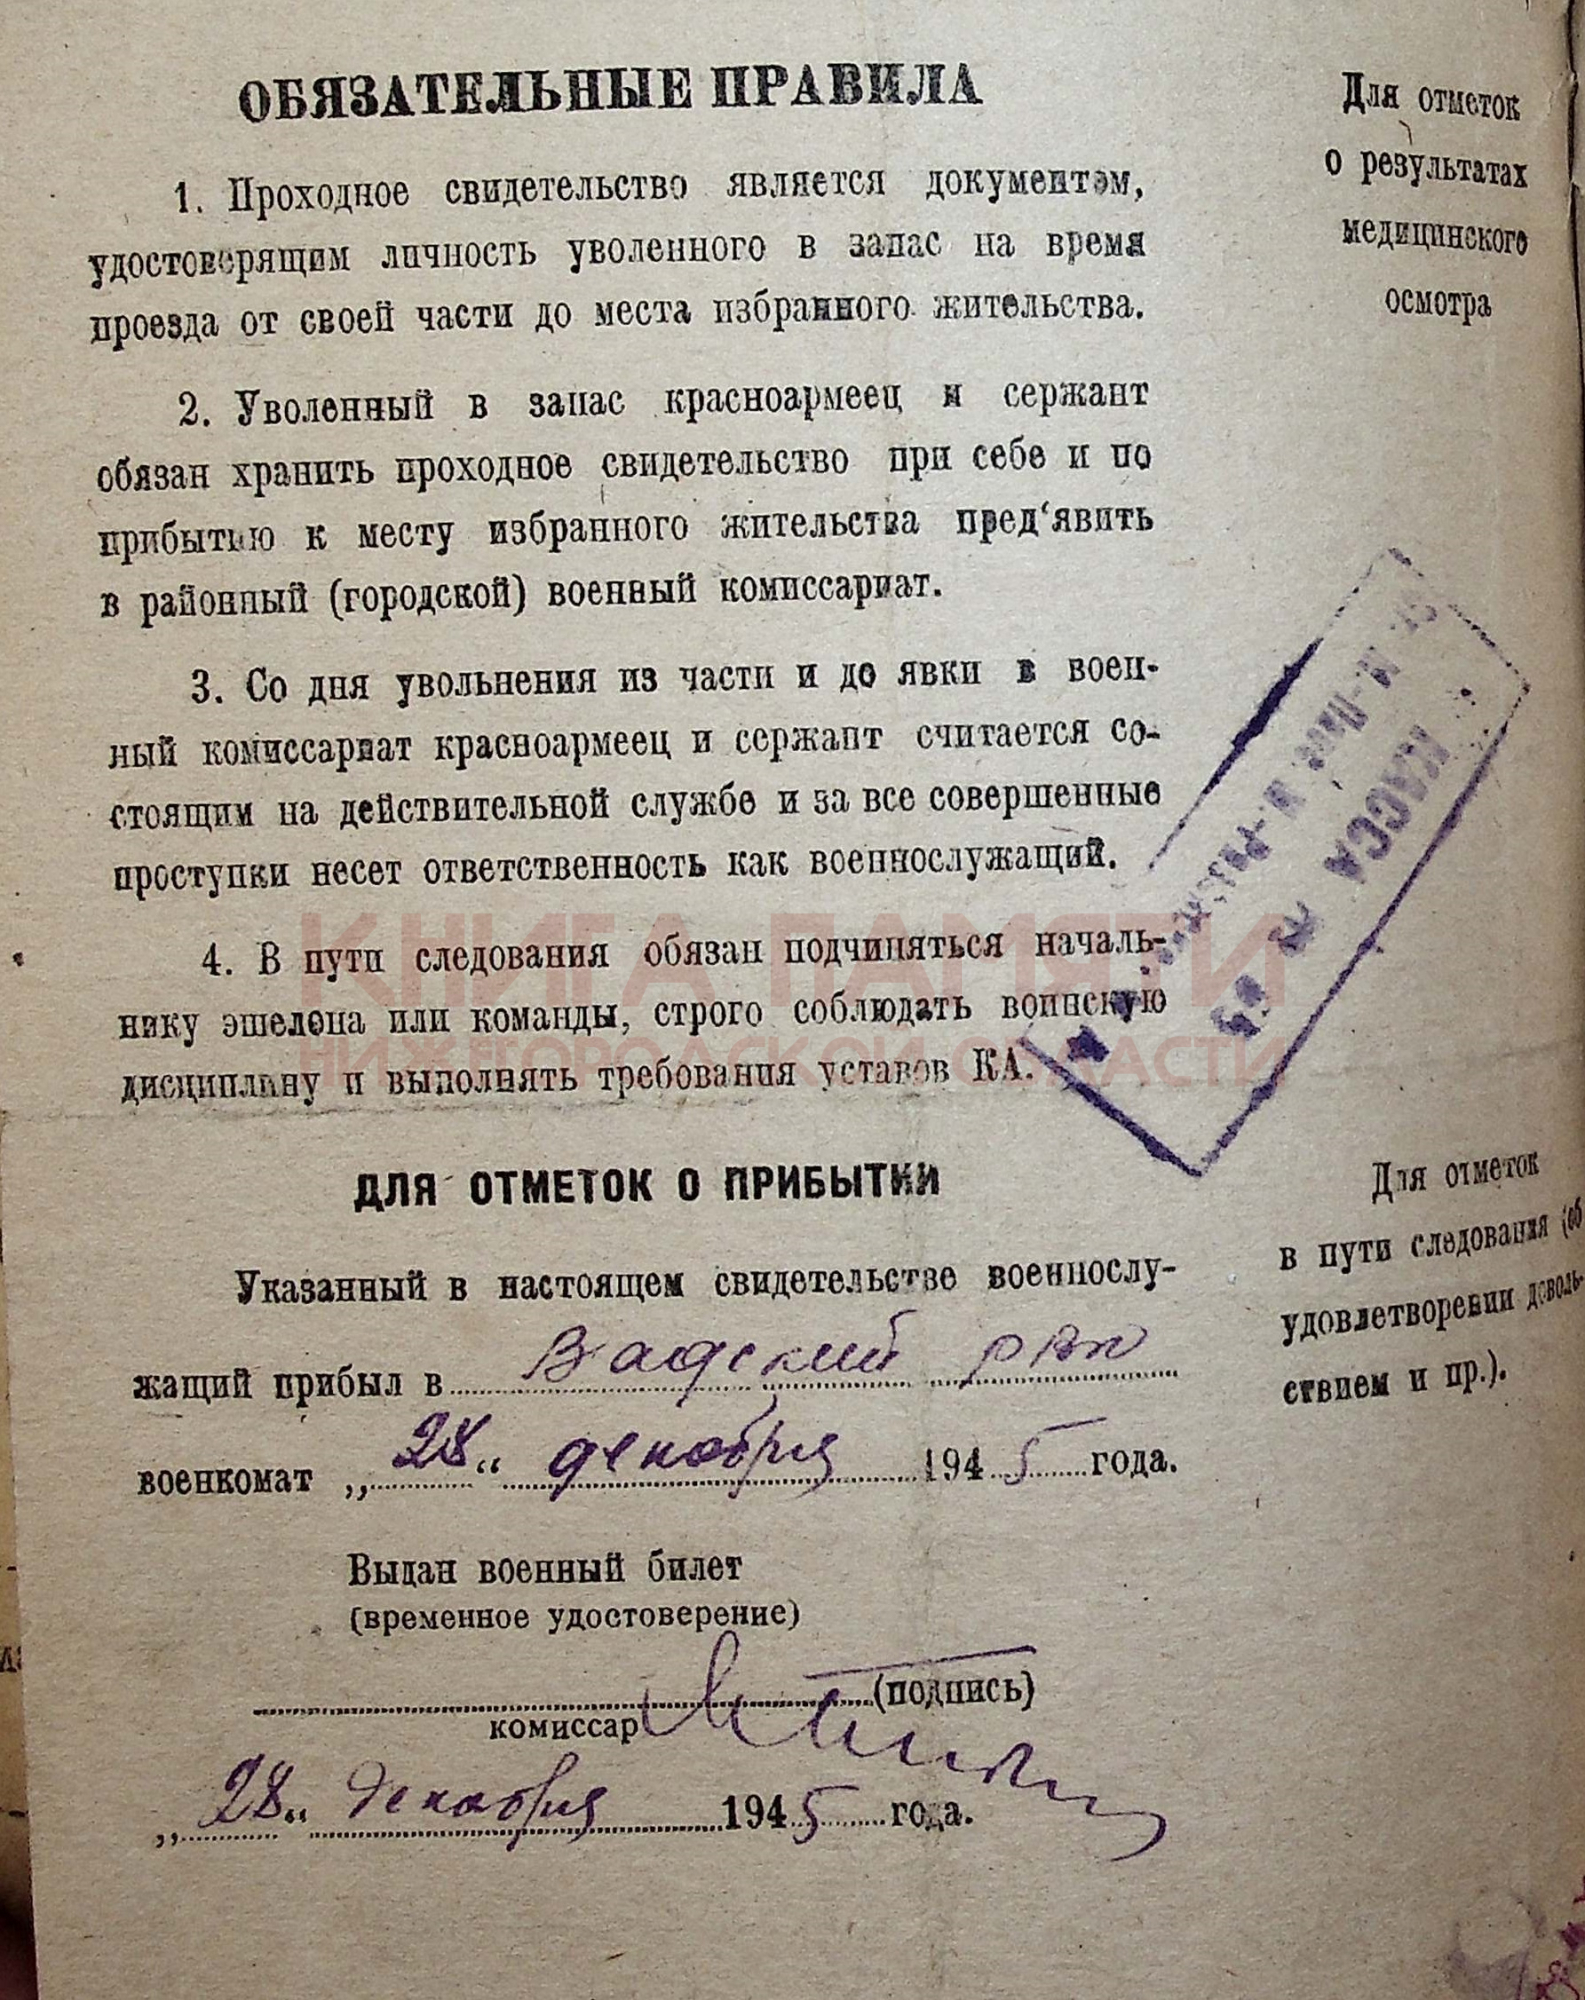 ОБЯЗАТЕЛЬНЫЕ ПРАВИЛА
1. Проходное свидетельство является документом,
удостоверящим личность уволенного в запас на время
проезда от своей части до места избранного жительства.
2. Уволенный в запас красноармеец и сержант
обязан хранить проходное свидетельство при себе и по
прибытию к месту избранного жительства пред‘явить
в районный (городской) военный комиссариат.
3. Со дня увольнения из части и до явки в воен-
ный комиссариат красноармеец и сержант считается со-
стоящим на действительной службе и за все совершенные
проступки несет ответственность как военнослужащий.
4. В пути следования обязан подчиняться началь-
нику эшелона или команды, строго соблюдать воинскую
дисциплину и выполнять требования уставов КА.
КНИГА ПАМЯТИ
НИЖЕГОРОДСКОЙ ОБЛАСТИ
ДЛЯ ОТМЕТОК О ПРИБЫТИИ
Указанный в настоящем свидетельстве военнослу-
жащий прибыл в Вадский рвк
военкомат „28“ декабря 1945 года.
Выдан военный билет
(временное удостоверение)
(подпись)
комиссар
„28“ декабря 1945 года.
Для отметок
о результатах
медицинского
осмотра
КАССА
Для отметок
в пути следования (об
удовлетворении доволь-
ствием и пр.).